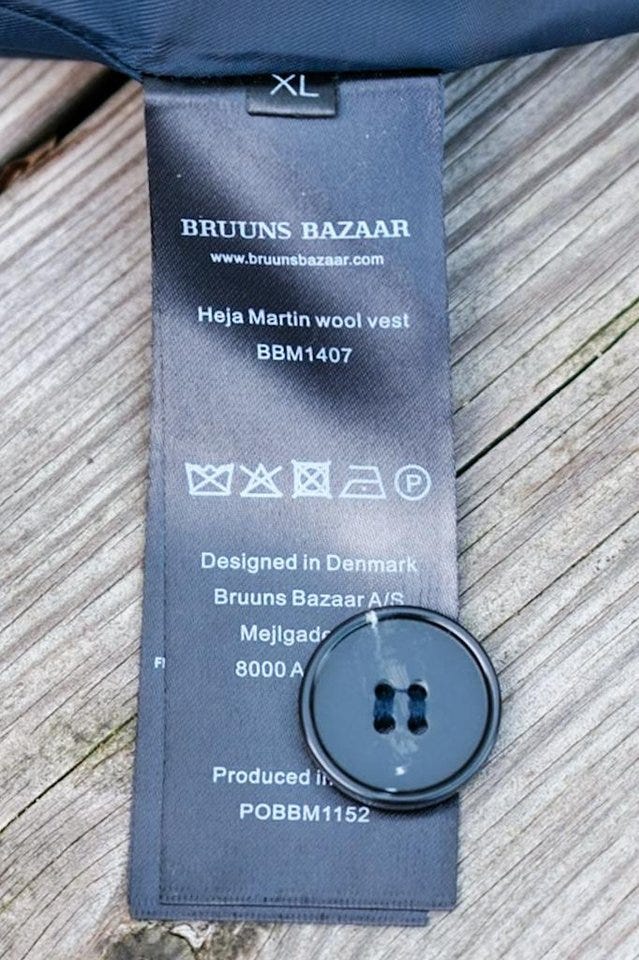 XL
BRUUNS BAZAAR
www.bruunsbazaar.com
Heja Martin wool vest
BBM1407
P
Designed in Denmark
Bruuns Bazaar A/S
8000
Produced in
POBBM1152